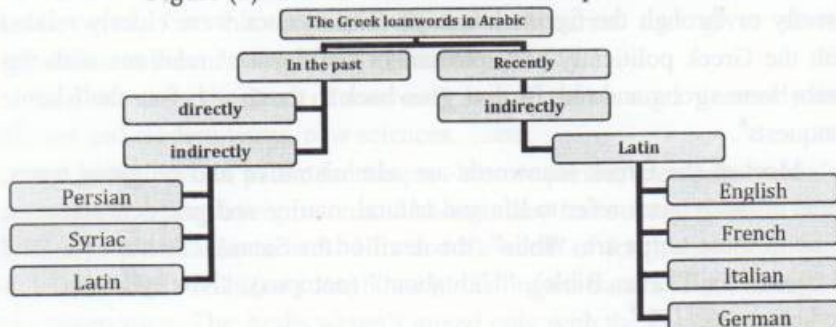 The Greek loanwords in Arabic
In the past
Recently
directly
indirectly
indirectly
Latin
Persian
Syriac
Latin
English
French
Italian
German